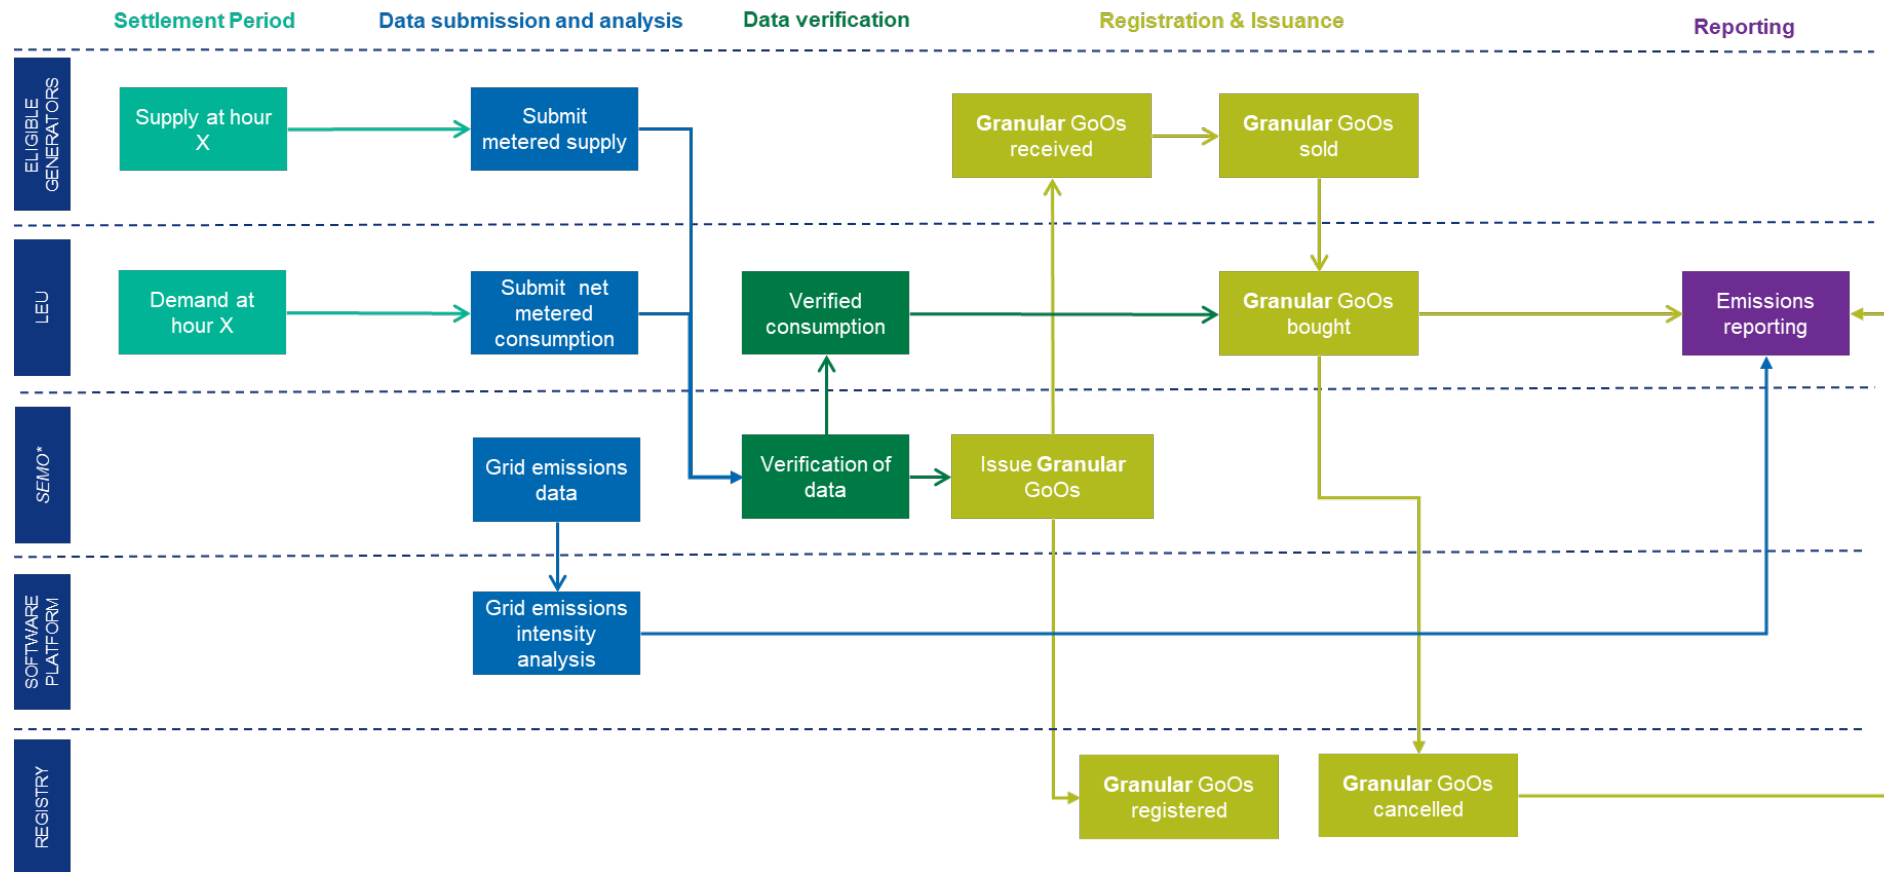 Settlement Period
Data submission and analysis
Data verification
Registration & Issuance
Reporting
ELIGIBLE
GENERATORS
Supply at hour
X
Submit
metered supply
Granular GoOs
received
Granular GoOs
sold
LEU
Demand at
hour X
Submit net
metered
consumption
Verified
consumption
Granular GoOs
bought
Emissions
reporting
SEMO*
Grid emissions
data
Verification of
data
Issue Granular
GoOs
SOFTWARE
PLATFORM
Grid emissions
intensity
analysis
REGISTRY
Granular GoOs
registered
Granular GoOs
cancelled